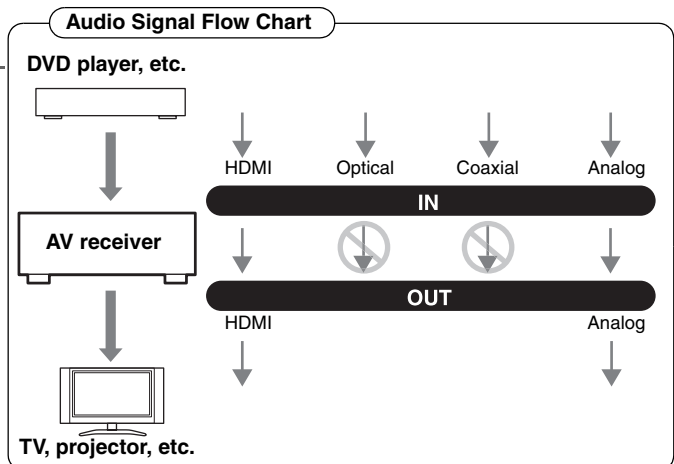 Audio Signal Flow Chart
DVD player, etc.
HDMI Optical Coaxial Analog
IN
AV receiver
OUT
HDMI Analog
TV, projector, etc.